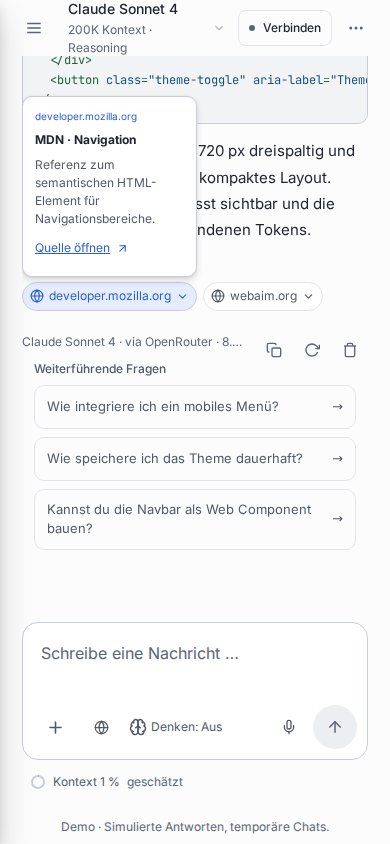 Claude Sonnet 4
200K Kontext ·
Reasoning
Verbinden
</div>
<button class="theme-toggle" aria-label="Theme
developer.mozilla.org
MDN · Navigation
Referenz zum
semantischen HTML-
Element für
Navigationsbereiche.
Quelle öffnen
720 px dreispaltig und
kompaktes Layout.
sst sichtbar und die
ndenen Tokens.
developer.mozilla.org
webaim.org
Claude Sonnet 4 · via OpenRouter · 8....
Weiterführende Fragen
Wie integriere ich ein mobiles Menü? →
Wie speichere ich das Theme dauerhaft? →
Kannst du die Navbar als Web Component
bauen? →
Schreibe eine Nachricht ...
Denken: Aus
Kontext 1 % geschätzt
Demo · Simulierte Antworten, temporäre Chats.